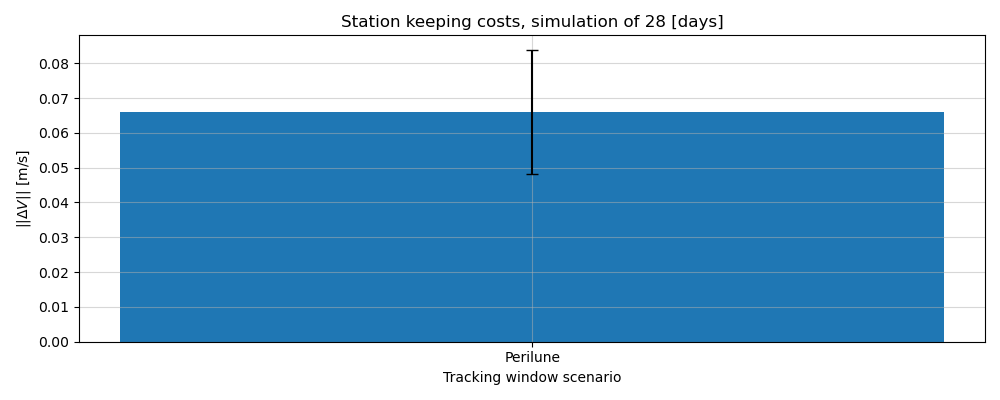 Station keeping costs, simulation of 28 [days]
0.08
0.07
0.06
0.05
0.04
0.03
0.02
0.01
0.00
||ΔV|| [m/s]
Perilune
Tracking window scenario